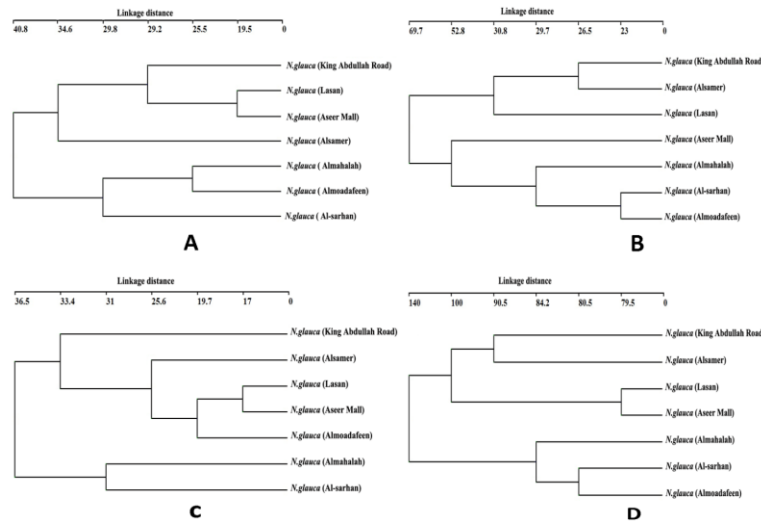 Linkage distance
40.8 34.6 29.8 29.2 25.5 19.5 0
N.glauca (King Abdullah Road)
N.glauca (Lasan)
N.glauca (Aseer Mall)
N.glauca (Alsamer)
N.glauca ( Almahalah)
N.glauca ( Almoadafeen)
N.glauca ( Al-sarhan)
A
Linkage distance
69.7 52.8 30.8 29.7 26.5 23 0
N.glauca (King Abdullah Road)
N.glauca (Alsamer)
N.glauca (Lasan)
N.glauca (Aseer Mall)
N.glauca (Almahalah)
N.glauca (Al-sarhan)
N.glauca (Almoadafeen)
B
Linkage distance
36.5 33.4 31 25.6 19.7 17 0
N.glauca (King Abdullah Road)
N.glauca (Alsamer)
N.glauca (Lasan)
N.glauca (Aseer Mall)
N.glauca (Almoadafeen)
N.glauca (Almahalah)
N.glauca (Al-sarhan)
C
Linkage distance
140 100 90.5 84.2 80.5 79.5 0
N.glauca (King Abdullah Road)
N.glauca (Alsamer)
N.glauca (Lasan)
N.glauca (Aseer Mall)
N.glauca (Almahalah)
N.glauca (Al-sarhan)
N.glauca (Almoadafeen)
D